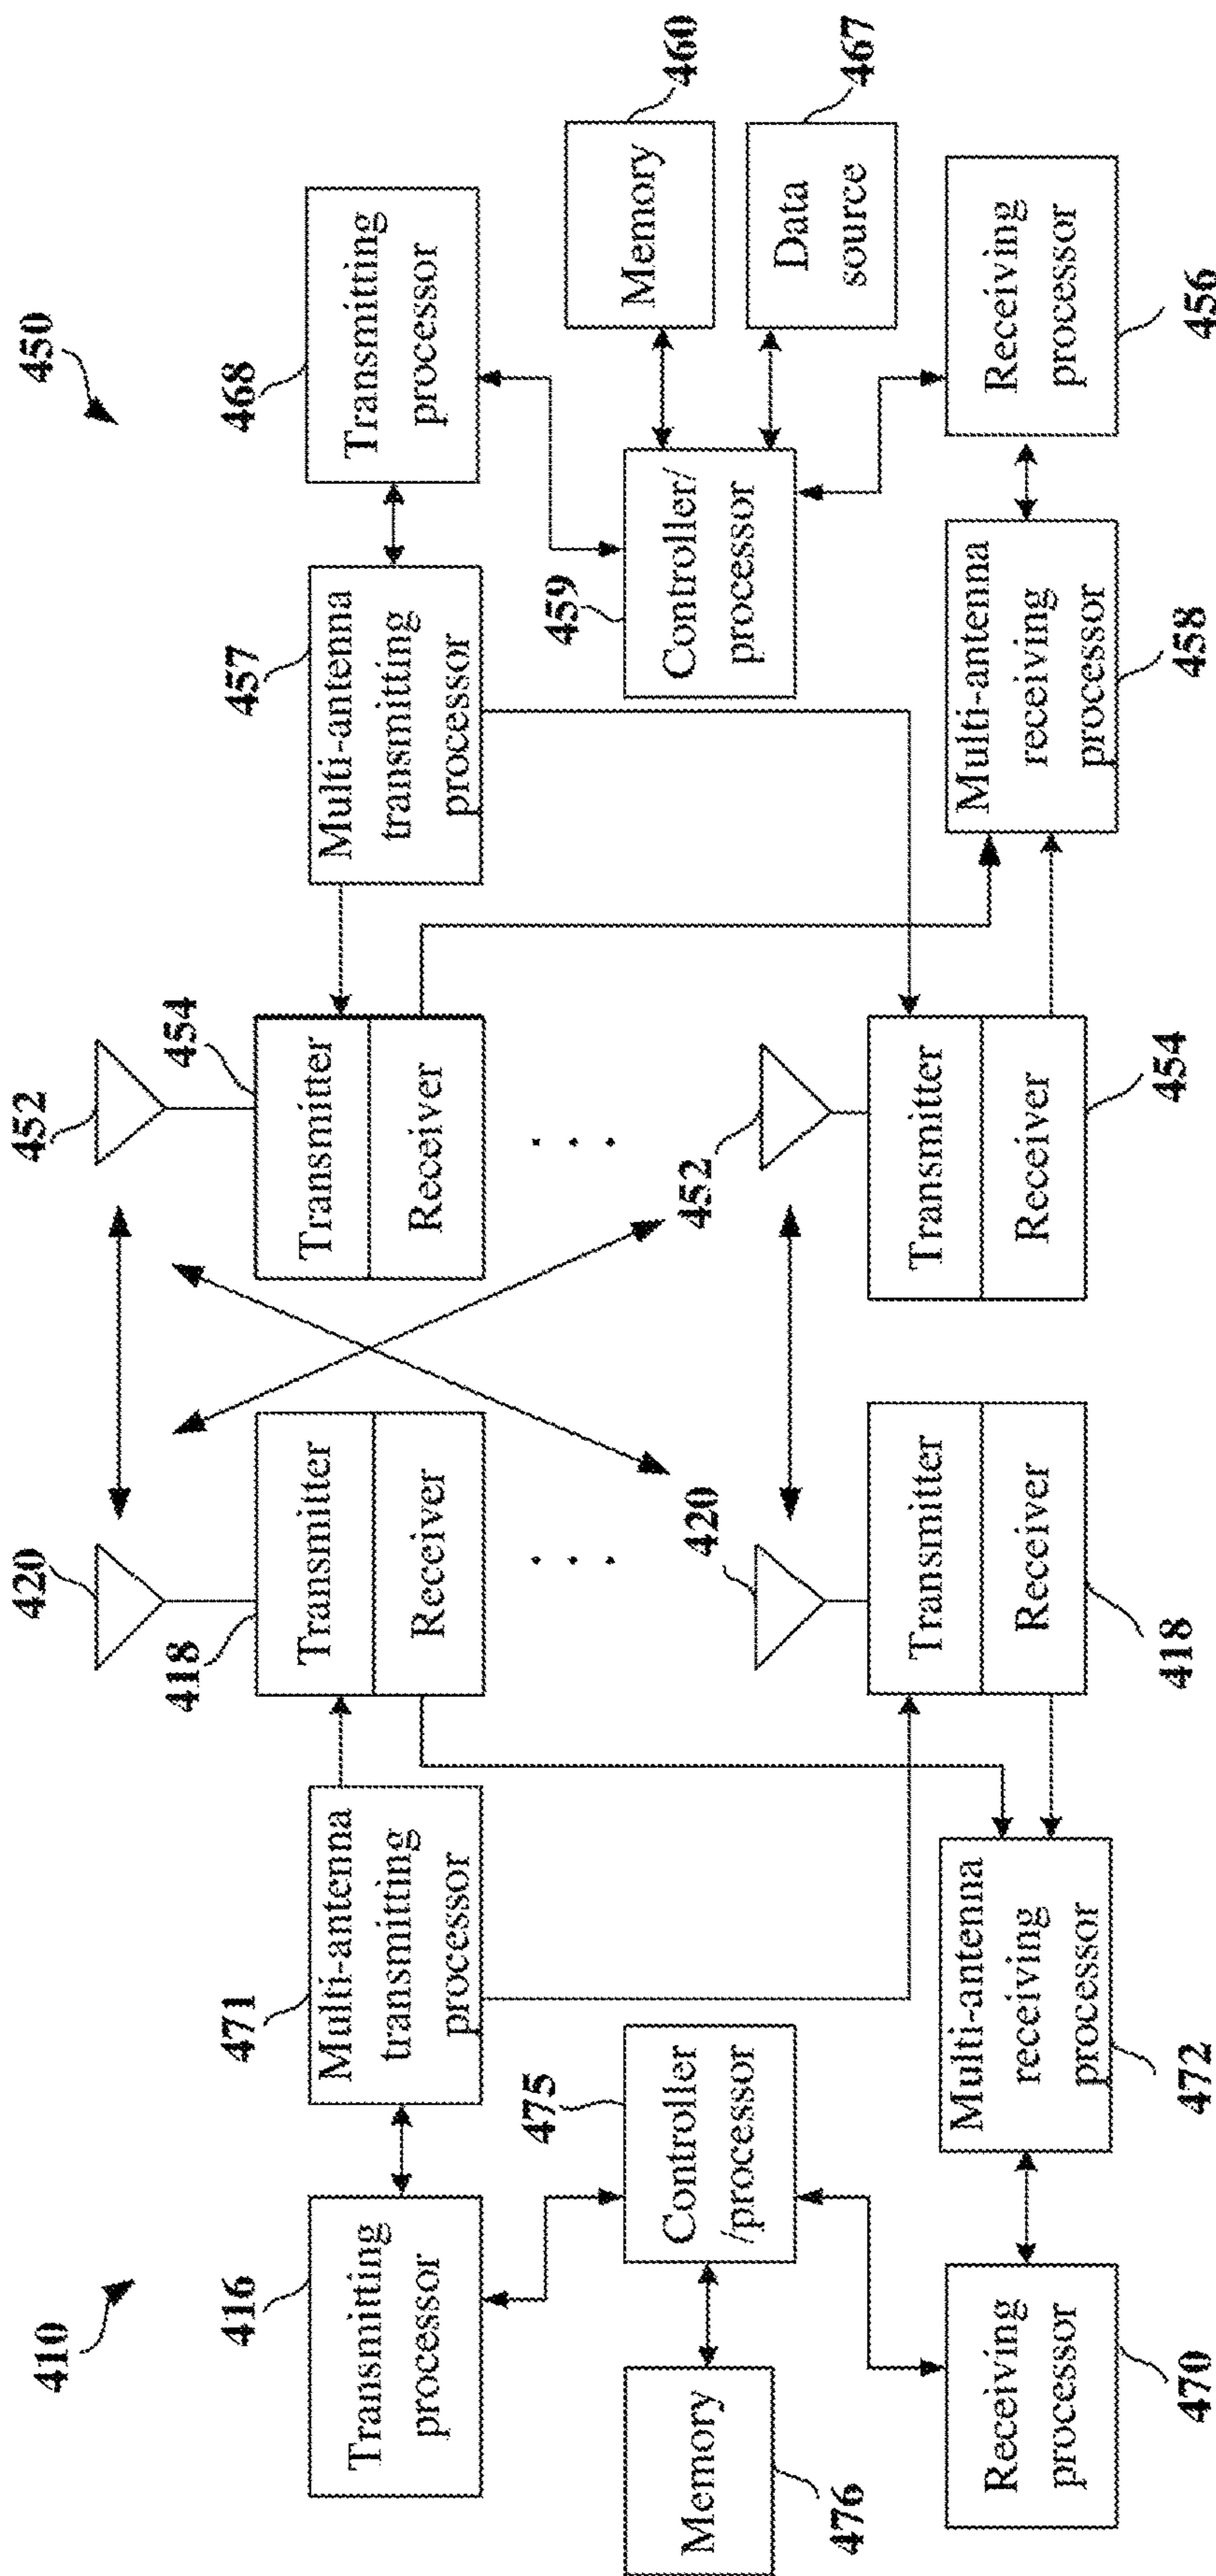 410
416
Transmitting
processor
471
Multi-antenna
transmitting
processor
475
Controller
/processor
Memory
476
Receiving
processor
470
Multi-antenna
receiving
processor
472
420
418
Transmitter
Receiver
. . .
420
Transmitter
Receiver
418
452
454
Transmitter
Receiver
. . .
452
Transmitter
Receiver
454
450
457
Multi-antenna
transmitting
processor
468
Transmitting
processor
459
Controller/
processor
Memory
460
Data
source
467
Multi-antenna
receiving
processor
458
Receiving
processor
456